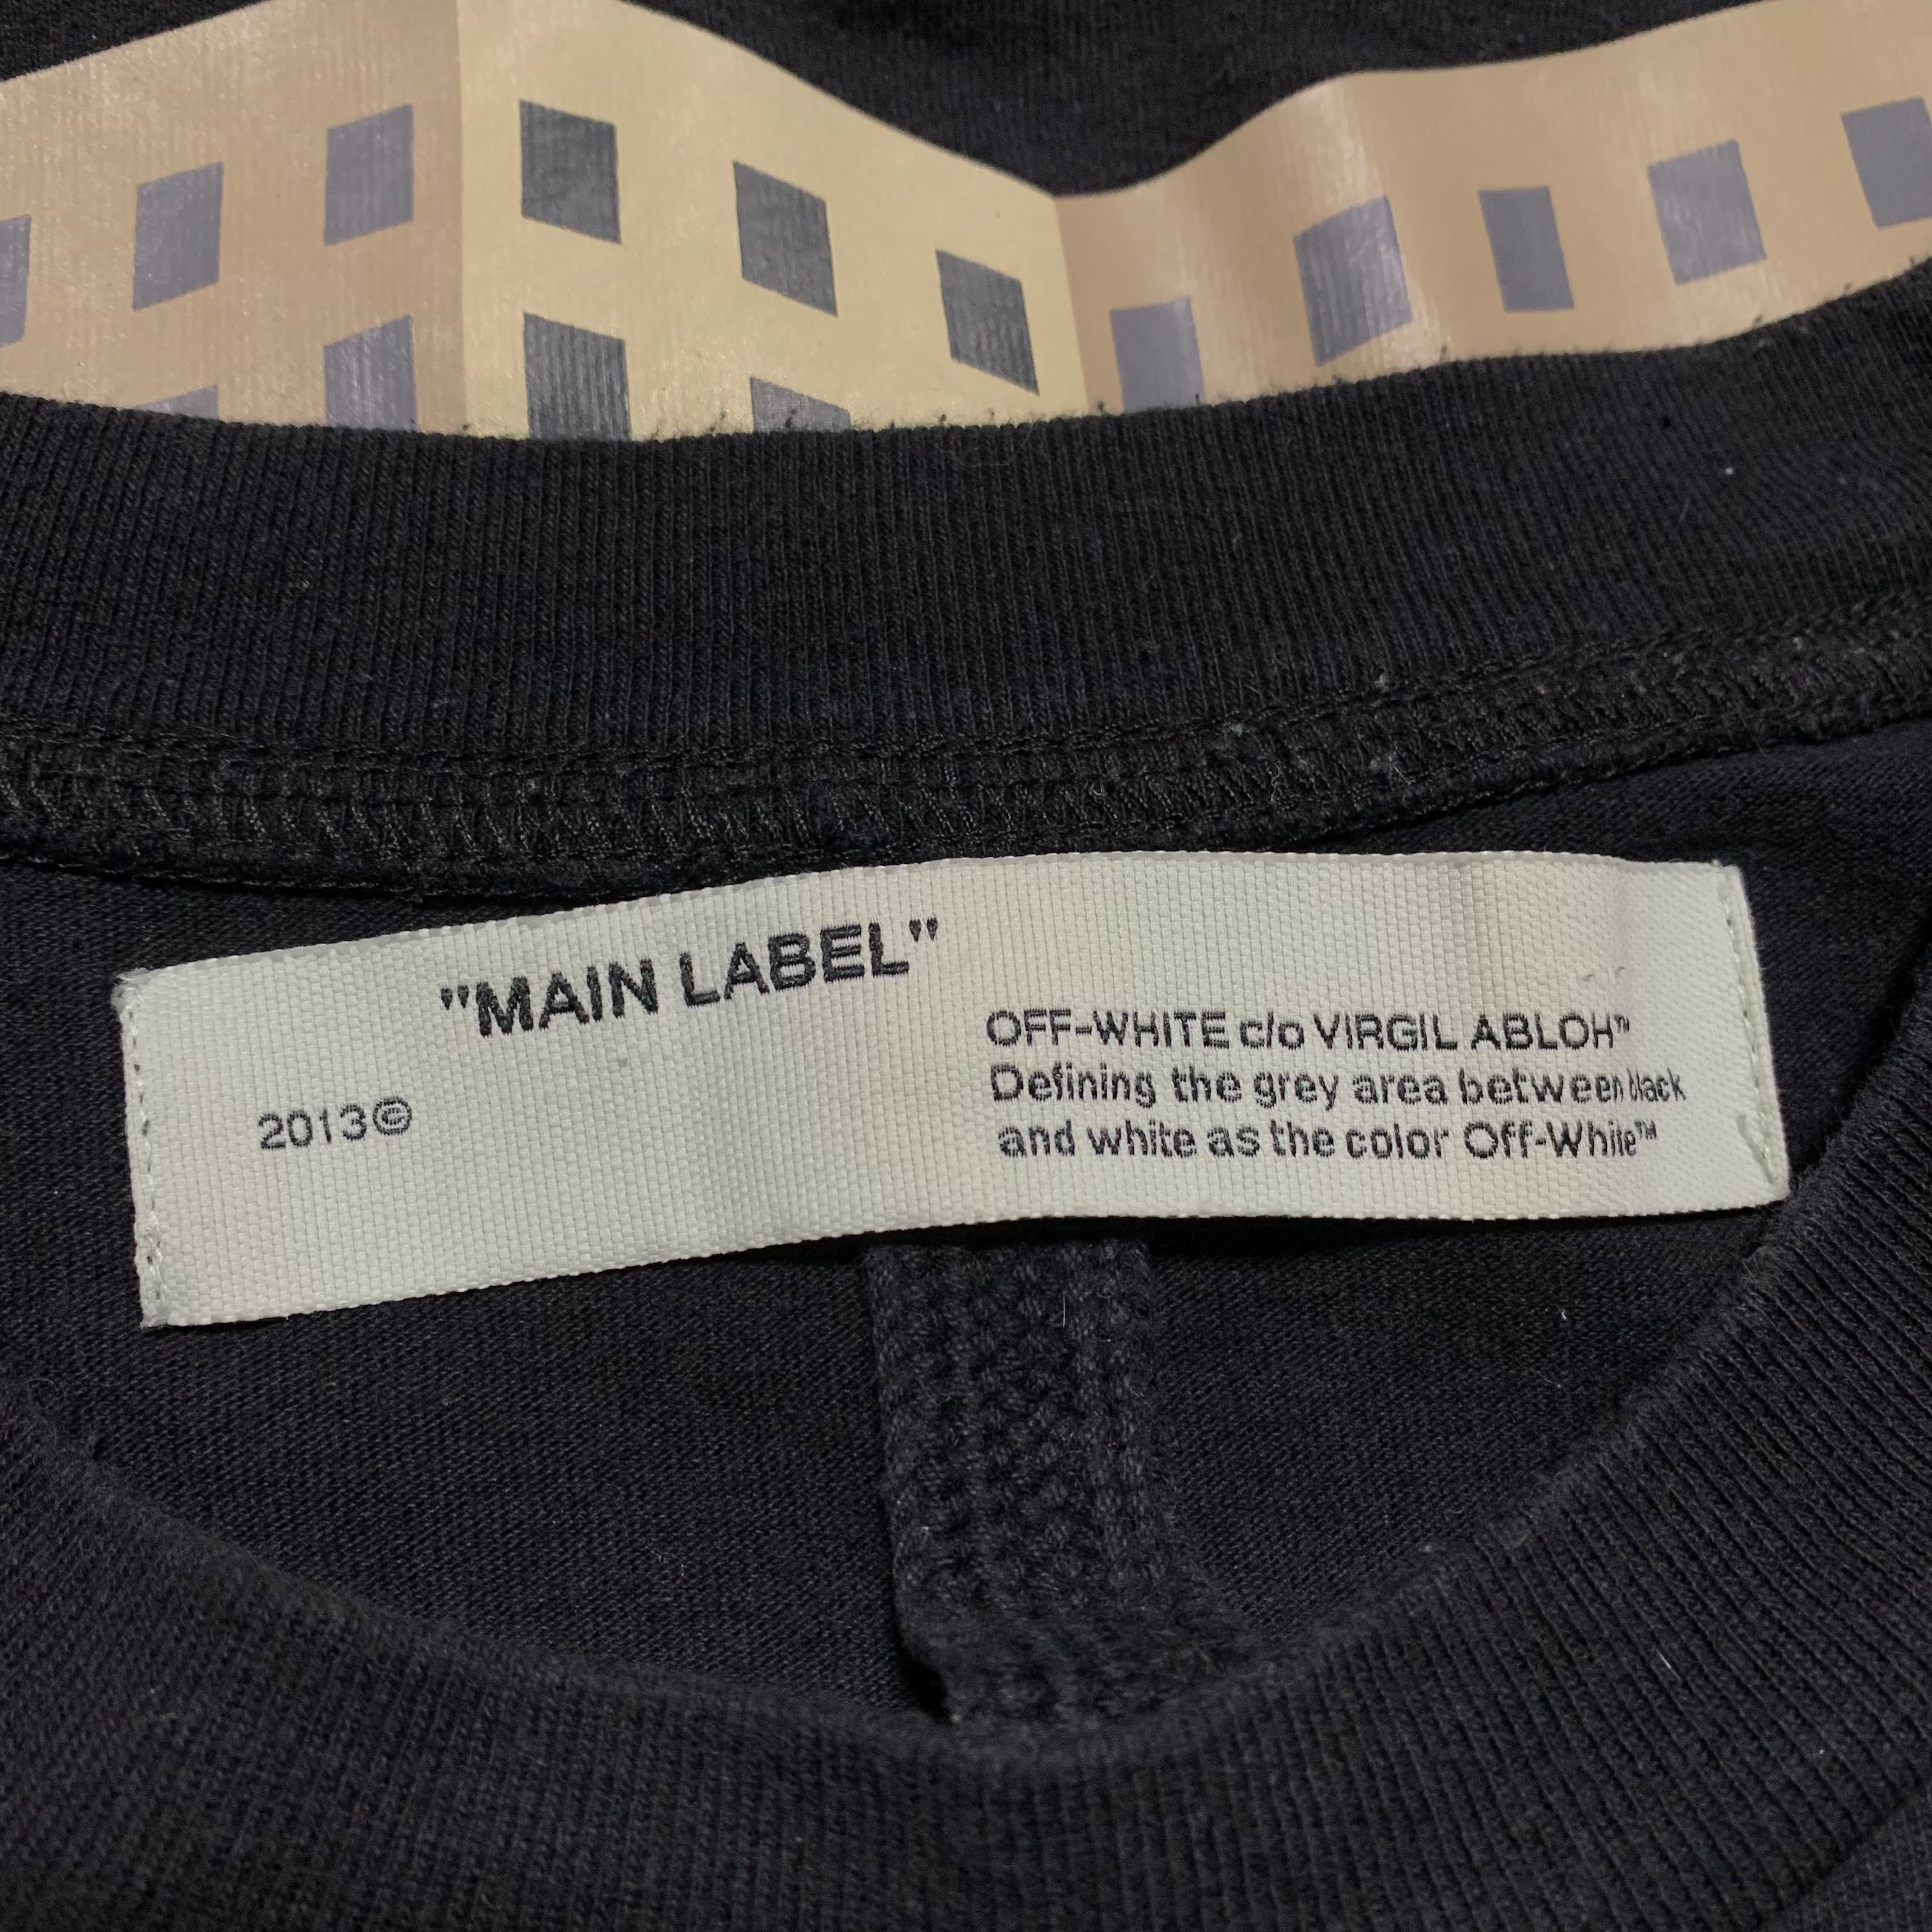 "MAIN LABEL"
OFF-WHITE c/o VIRGIL ABLOH™
Defining the grey area between black
2013©
and white as the color Off-White™